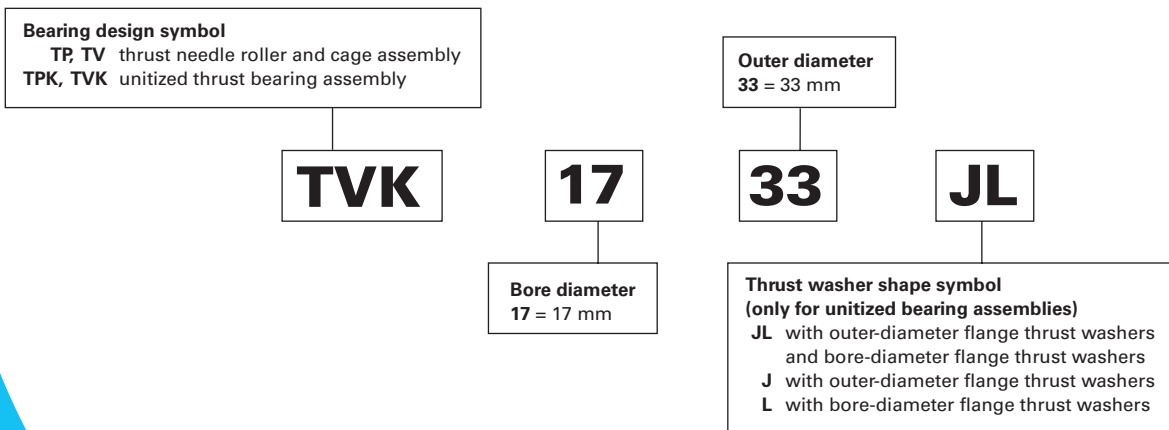 Bearing design symbol
TP, TV thrust needle roller and cage assembly
TPK, TVK unitized thrust bearing assembly
Outer diameter
33 = 33 mm
TVK 17 33 JL
Bore diameter
17 = 17 mm
Thrust washer shape symbol
(only for unitized bearing assemblies)
JL with outer-diameter flange thrust washers
and bore-diameter flange thrust washers
J with outer-diameter flange thrust washers
L with bore-diameter flange thrust washers